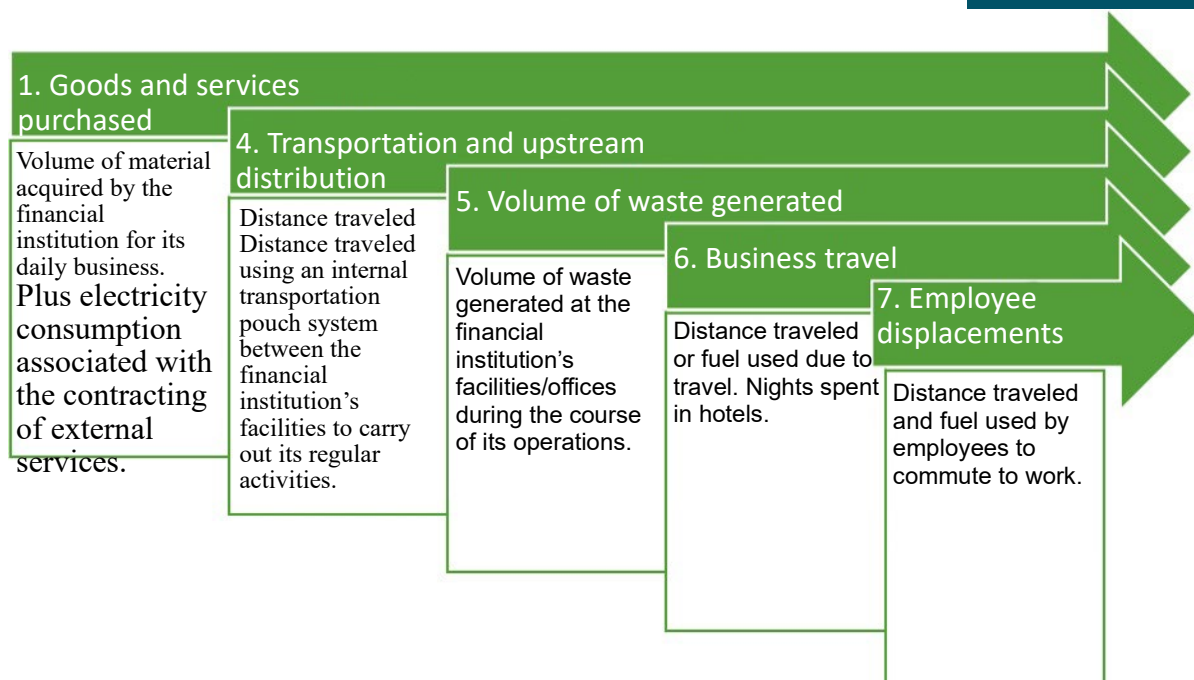 1. Goods and services
purchased
Volume of material
acquired by the
financial
institution for its
daily business.
Plus electricity
consumption
associated with
the contracting
of external
services.
4. Transportation and upstream
distribution
Distance traveled
Distance traveled
using an internal
transportation
pouch system
between the
financial
institution’s
facilities to carry
out its regular
activities.
5. Volume of waste generated
Volume of waste
generated at the
financial
institution’s
facilities/offices
during the course
of its operations.
6. Business travel
Distance traveled
or fuel used due to
travel. Nights spent
in hotels.
7. Employee
displacements
Distance traveled
and fuel used by
employees to
commute to work.